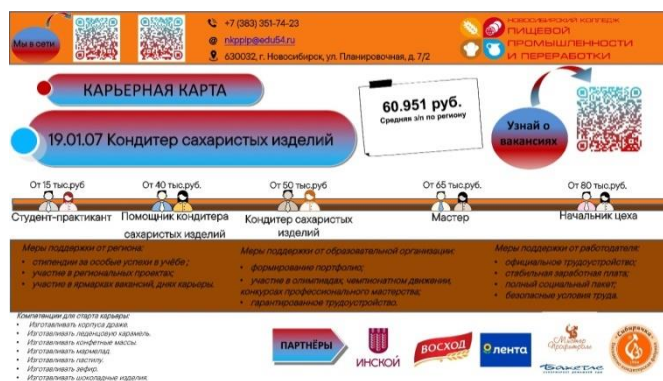 Мы в сети
+7 (383) 351-74-23
nkppip@edu54.ru
630032, г. Новосибирск, ул. Планировочная, д. 7/2
НОВОСИБИРСКИЙ КОЛЛЕДЖ
ПИЩЕВОЙ
ПРОМЫШЛЕННОСТИ
И ПЕРЕРАБОТКИ
КАРЬЕРНАЯ КАРТА
60.951 руб.
Средняя з/п по региону
Узнай о
вакансиях
19.01.07 Кондитер сахаристых изделий
От 15 тыс.руб
От 40 тыс.руб.
От 50 тыс.руб
От 65 тыс.руб
От 80 тыс.руб
Студент-практикант
Помощник кондитера
сахаристых изделий
Кондитер сахаристых
изделий
Мастер
Начальник цеха
Меры поддержки от региона:
• стипендии за особые успехи в учёбе;
• участие в региональных проектах;
• участие в ярмарках вакансий, днях карьеры.
Меры поддержки от образовательной организации:
• формирование портфолио;
• участие в олимпиадах, чемпионатном движении,
конкурсах профессионального мастерства;
• гарантированное трудоустройство.
Меры поддержки от работодателя:
• официальное трудоустройство;
• стабильная заработная плата;
• полный социальный пакет;
• безопасные условия труда.
Компетенции для старта карьеры:
• Изготавливать корпуса драже.
• Изготавливать леденцовую карамель.
• Изготавливать конфетные массы.
• Изготавливать мармелад.
• Изготавливать пастилу.
• Изготавливать зефир.
• Изготавливать шоколадные изделия.
ПАРТНЁРЫ
ИНСКОЙ
ВОСХОД
лента